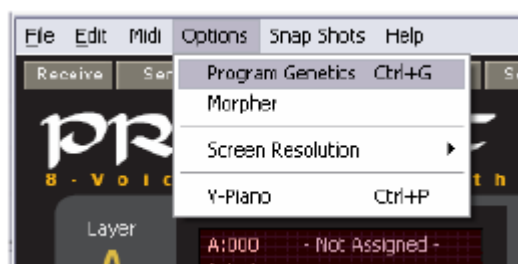 File Edit Midi Options Snap Shots Help
Receive
Program Genetics Ctrl+G
Morpher
Screen Resolution
V-Piano Ctrl+P
Layer
A
A:000 - Not Assigned -